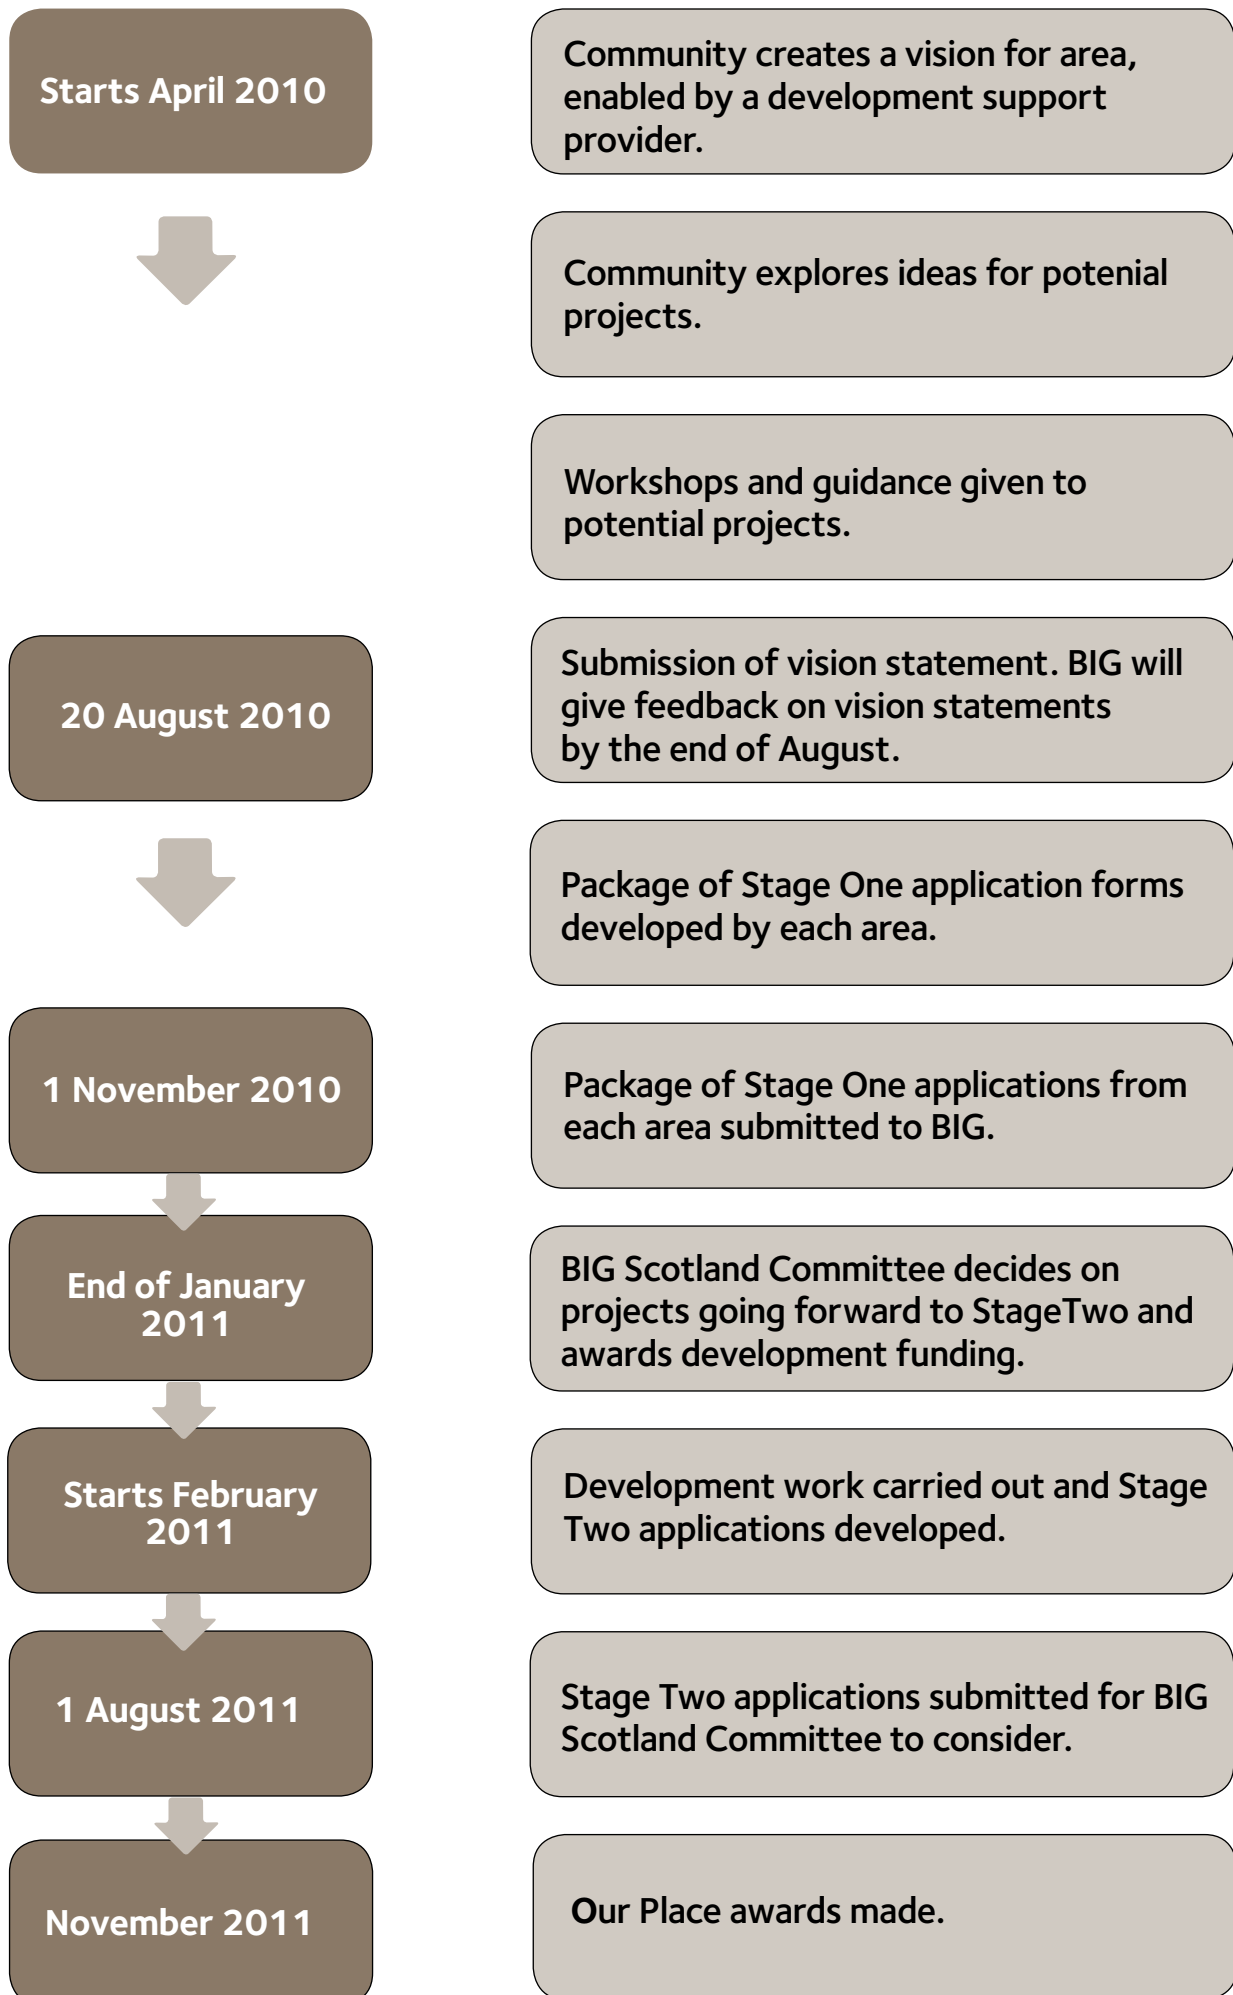 Starts April 2010
Community creates a vision for area,
enabled by a development support
provider.
Community explores ideas for potenial
projects.
Workshops and guidance given to
potential projects.
20 August 2010
Submission of vision statement. BIG will
give feedback on vision statements
by the end of August.
Package of Stage One application forms
developed by each area.
1 November 2010
Package of Stage One applications from
each area submitted to BIG.
End of January
2011
BIG Scotland Committee decides on
projects going forward to StageTwo and
awards development funding.
Starts February
2011
Development work carried out and Stage
Two applications developed.
1 August 2011
Stage Two applications submitted for BIG
Scotland Committee to consider.
November 2011
Our Place awards made.